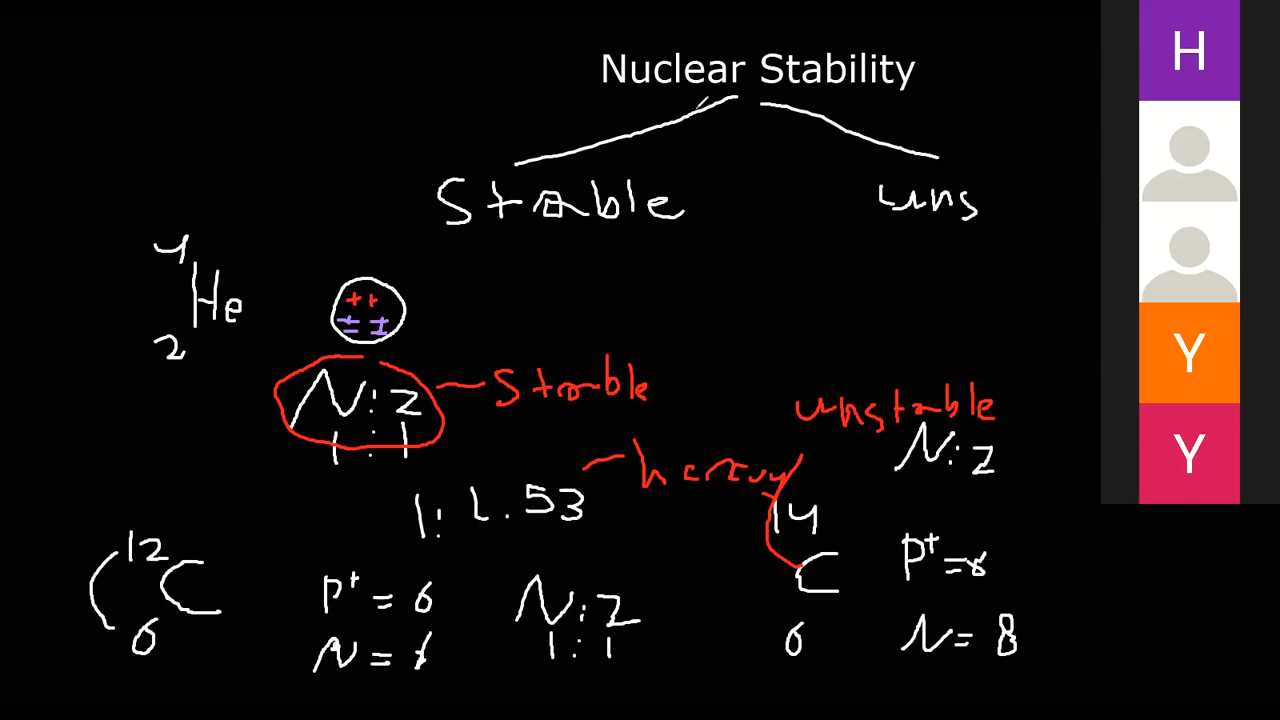 Nuclear Stability
Stable uns
4
He
2
++
N:Z stable
1:1
unstable
N:Z
1:1.53 heavy
12
C
6
P+ = 6
N =
N:Z
1:1
14
C
6
P+ = 6
N = 8
H
Y
Y